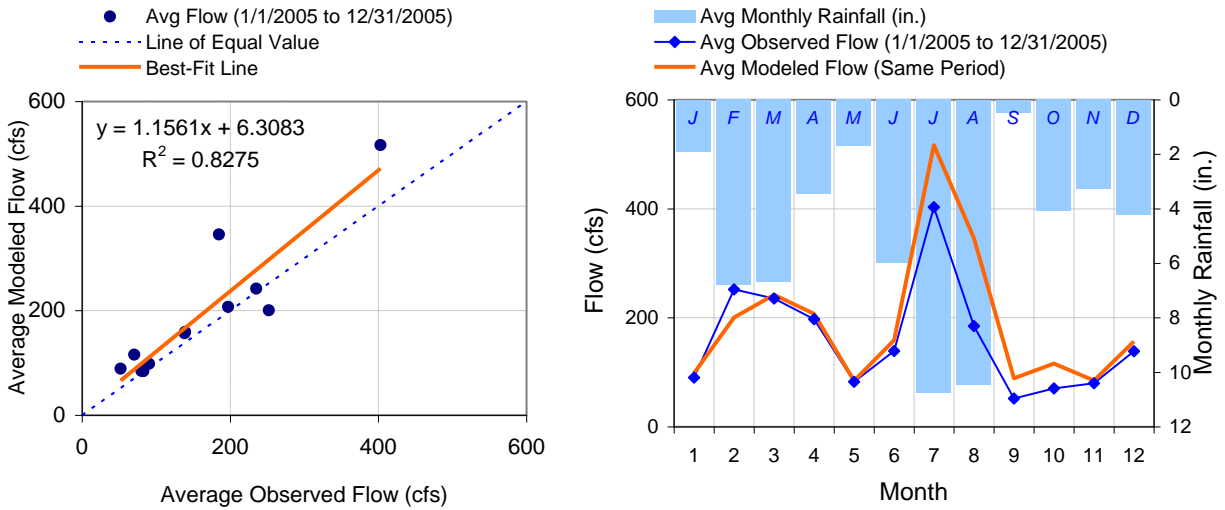 Avg Flow (1/1/2005 to 12/31/2005)
Line of Equal Value
Best-Fit Line
y = 1.1561x + 6.3083
R² = 0.8275
Average Modeled Flow (cfs)
600
400
200
0
0 200 400 600
Average Observed Flow (cfs)
Avg Monthly Rainfall (in.)
Avg Observed Flow (1/1/2005 to 12/31/2005)
Avg Modeled Flow (Same Period)
J F M A M J J A S O N D
Flow (cfs)
600
400
200
0
0
2
4
6
8
10
12
Monthly Rainfall (in.)
1 2 3 4 5 6 7 8 9 10 11 12
Month